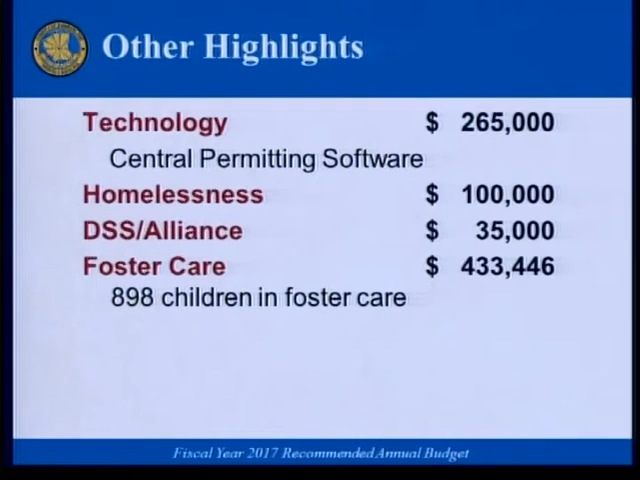 Other Highlights
Technology $ 265,000
Central Permitting Software
Homelessness $ 100,000
DSS/Alliance $ 35,000
Foster Care $ 433,446
898 children in foster care
Fiscal Year 2017 Recommended Annual Budget